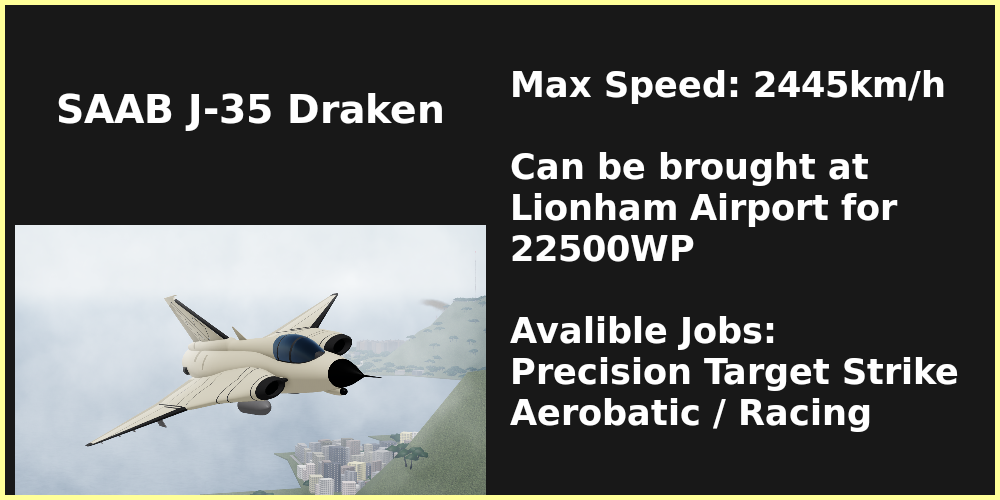 SAAB J-35 Draken
Max Speed: 2445km/h
Can be brought at
Lionham Airport for
22500WP
Avalible Jobs:
Precision Target Strike
Aerobatic / Racing